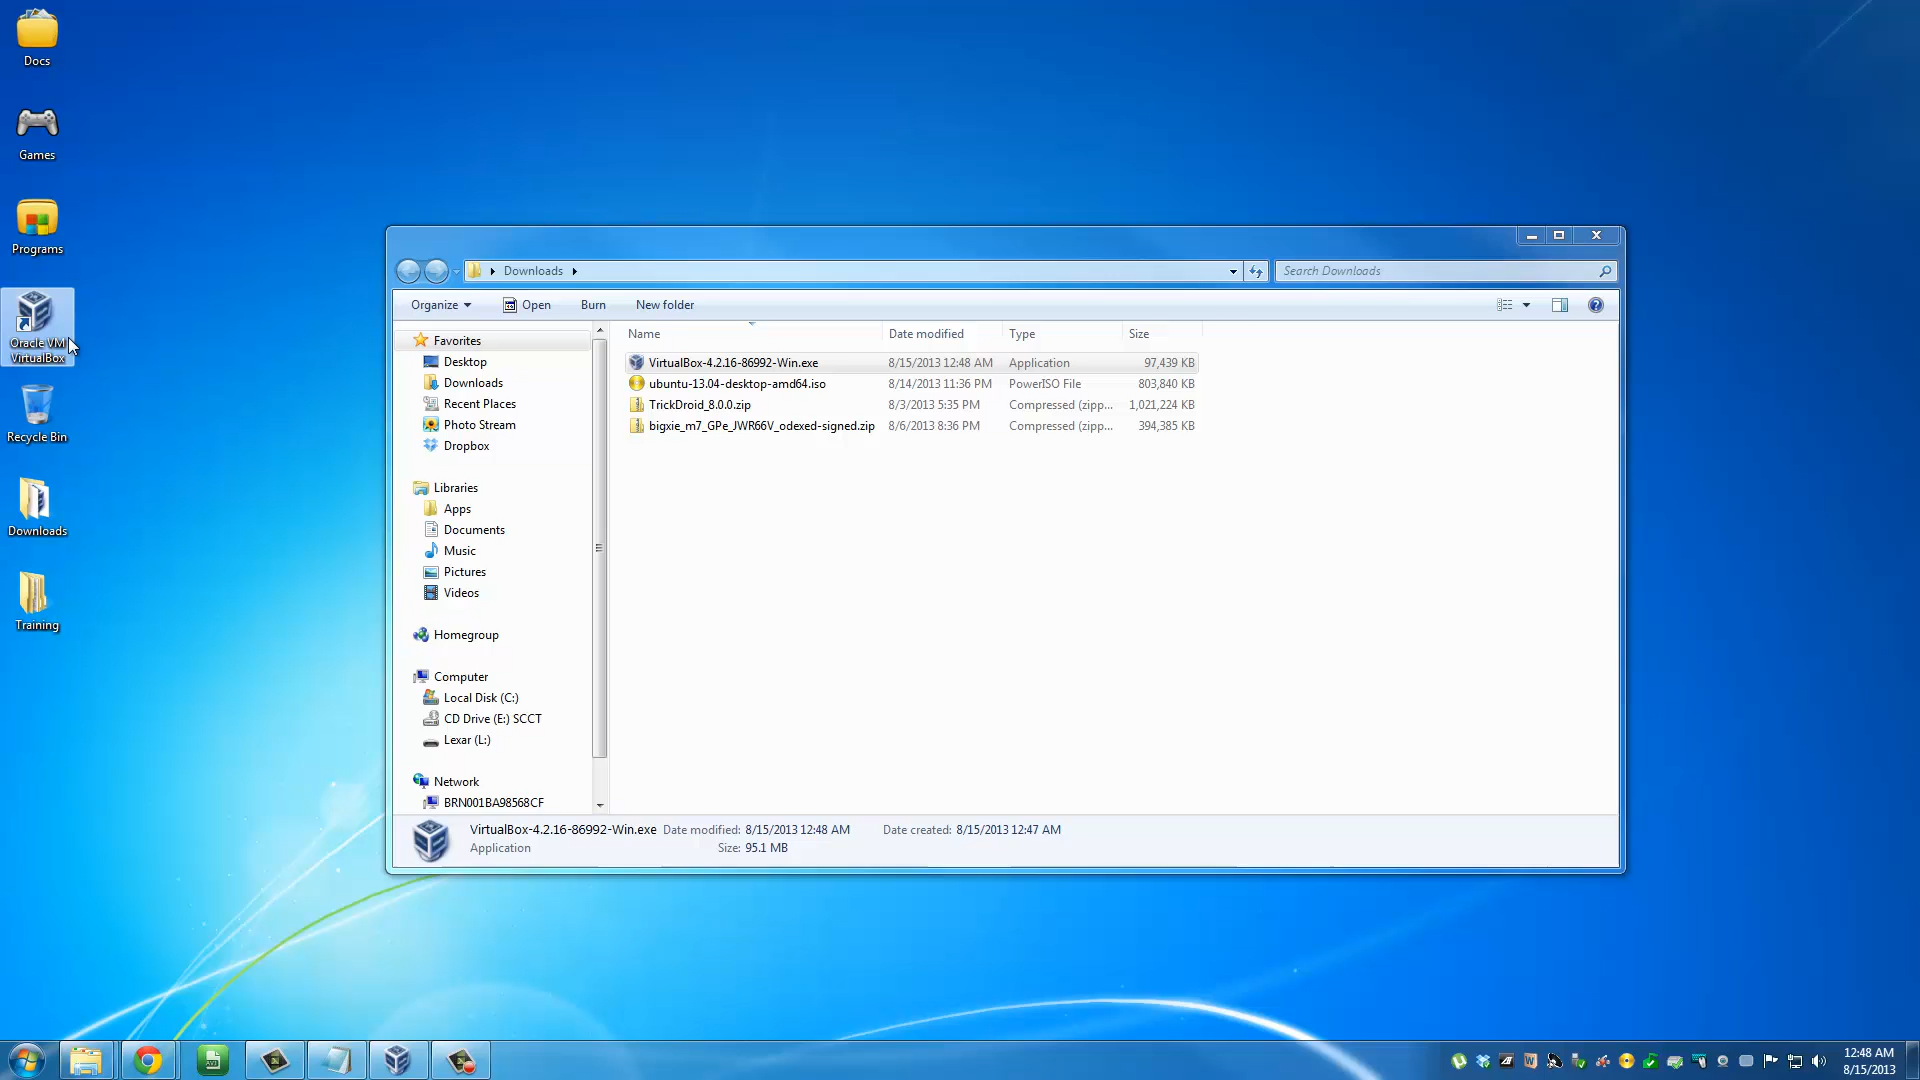 Docs
Games
Programs
Oracle VM
VirtualBox
Recycle Bin
Downloads
Training
Downloads
Search Downloads
Organize
Open
Burn
New folder
Favorites
Desktop
Downloads
Recent Places
Photo Stream
Dropbox
Libraries
Apps
Documents
Music
Pictures
Videos
Homegroup
Computer
Local Disk (C:)
CD Drive (E:) SCCT
Lexar (L:)
Network
BRN001BA98568CF
Name Date modified Type Size
VirtualBox-4.2.16-86992-Win.exe 8/15/2013 12:48 AM Application 97,439 KB
ubuntu-13.04-desktop-amd64.iso 8/14/2013 11:36 PM PowerISO File 803,840 KB
TrickDroid_8.0.0.zip 8/3/2013 5:35 PM Compressed (zipp... 1,021,224 KB
bigxie_m7_GPe_JWR66V_odexed-signed.zip 8/6/2013 8:36 PM Compressed (zipp... 394,385 KB
VirtualBox-4.2.16-86992-Win.exe Date modified: 8/15/2013 12:48 AM Date created: 8/15/2013 12:47 AM
Application Size: 95.1 MB
12:48 AM
8/15/2013